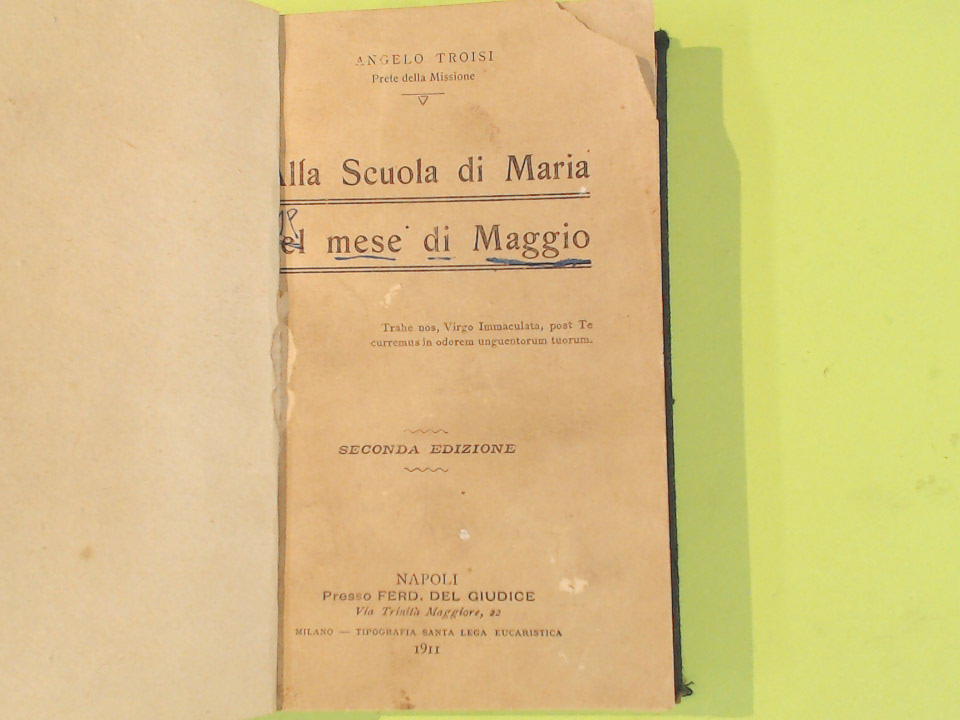 ANGELO TROISI
Prete della Missione
Alla Scuola di Maria
el mese di Maggio
Trahe nos, Virgo Immaculata, post Te
curremus in odorem unguentorum tuorum.
SECONDA EDIZIONE
NAPOLI
Presso FERD. DEL GIUDICE
Via Trinità Maggiore, 22
MILANO — TIPOGRAFIA SANTA LEGA EUCARISTICA
1911